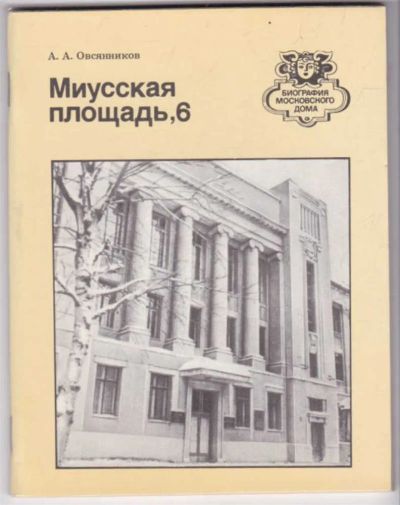 А. А. Овсянников
Миусская
площадь,6
БИОГРАФИЯ
МОСКОВСКОГО
ДОМА